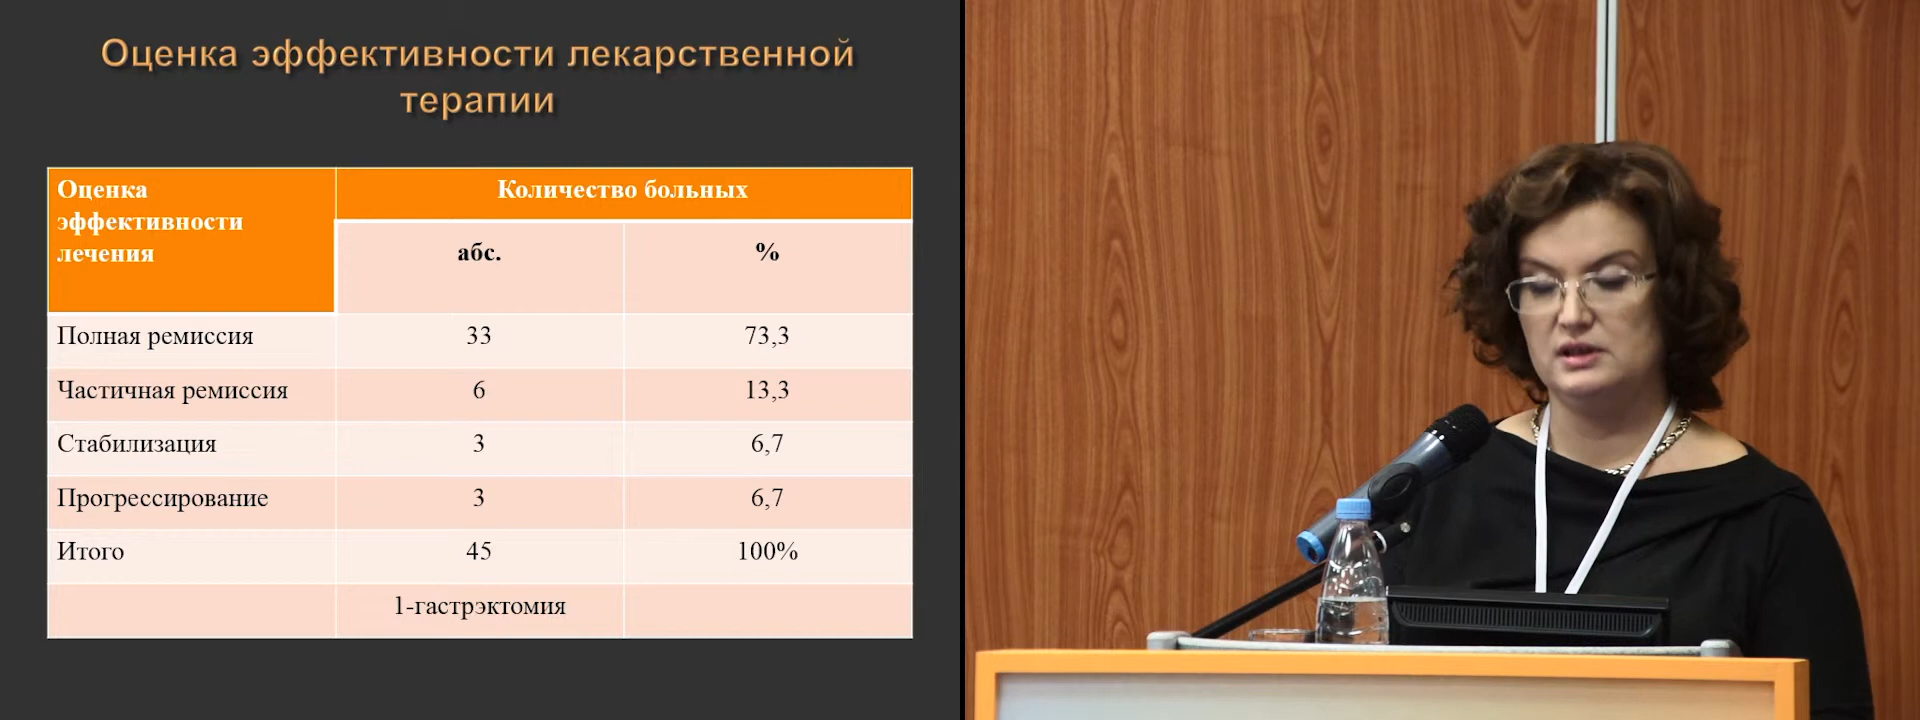 Оценка эффективности лекарственной
терапии
Оценка
эффективности
лечения
Количество больных
абс. %
Полная ремиссия 33 73,3
Частичная ремиссия 6 13,3
Стабилизация 3 6,7
Прогрессирование 3 6,7
Итого 45 100%
1-гастрэктомия